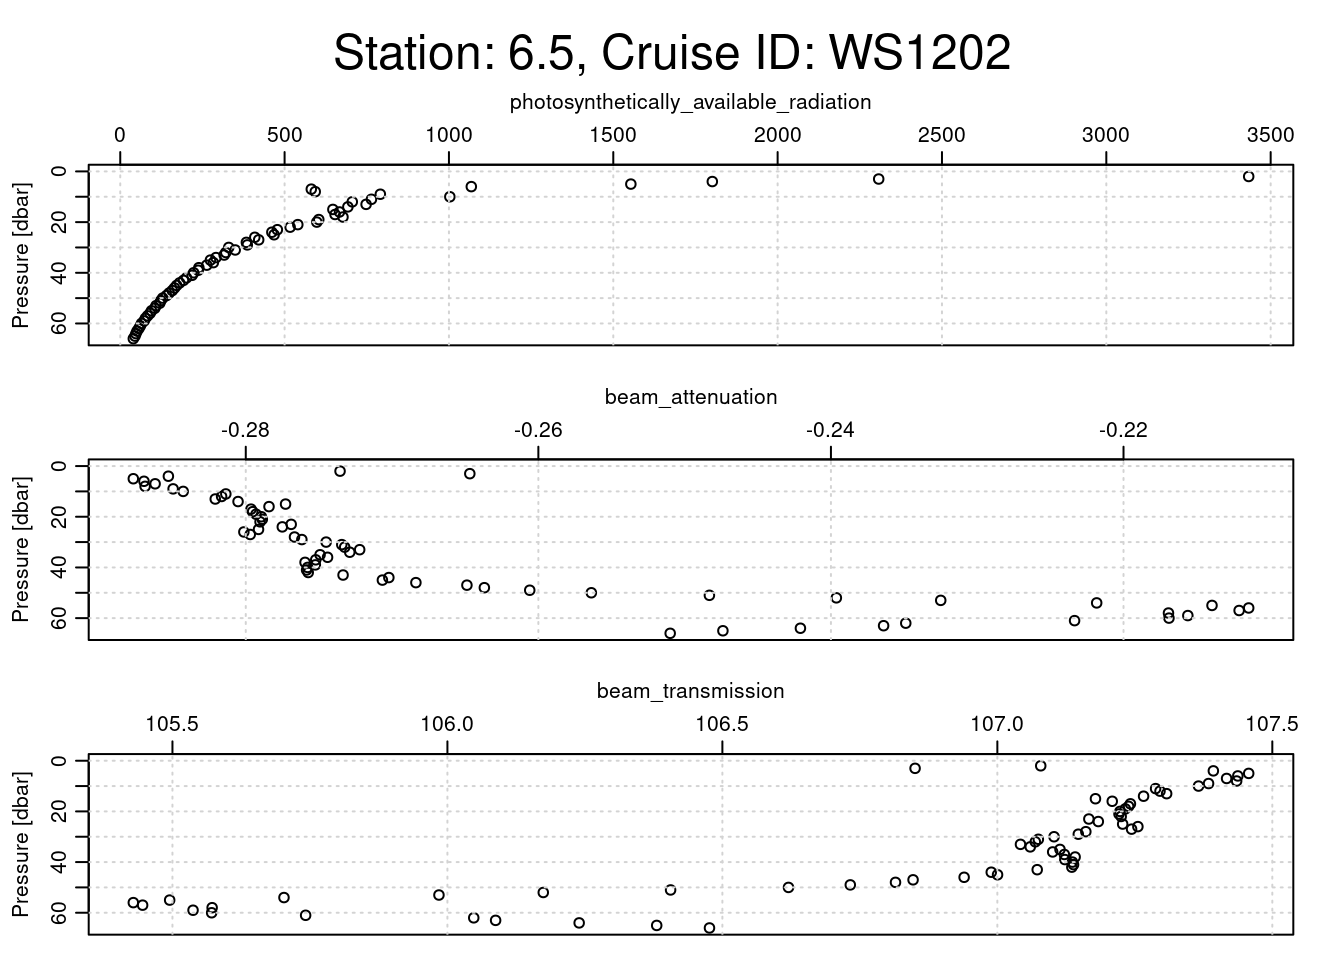 Station: 6.5, Cruise ID: WS1202
photosynthetically_available_radiation
0 500 1000 1500 2000 2500 3000 3500
Pressure [dbar]
0
20
40
60
beam_attenuation
-0.28 -0.26 -0.24 -0.22
Pressure [dbar]
0
20
40
60
beam_transmission
105.5 106.0 106.5 107.0 107.5
Pressure [dbar]
0
20
40
60